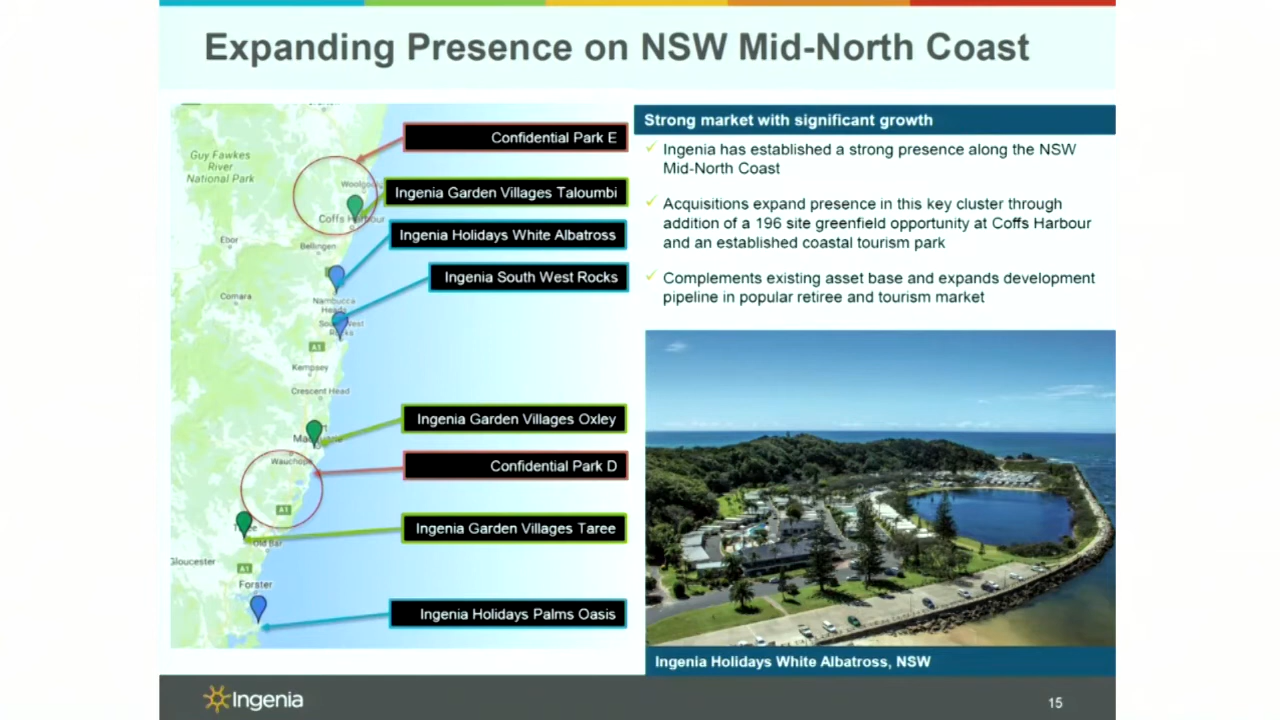 Expanding Presence on NSW Mid-North Coast
Guy Fawkes
River
National Park
Coffs Harbour
Ebor
Bellingen
Comara
Nambucca
Heads
A1
Kempsey
Crescent Head
Wauchope
A1
Old Bar
Gloucester
A1
Forster
Confidential Park E
Ingenia Garden Villages Taloumbi
Ingenia Holidays White Albatross
Ingenia South West Rocks
Ingenia Garden Villages Oxley
Confidential Park D
Ingenia Garden Villages Taree
Ingenia Holidays Palms Oasis
Strong market with significant growth
Ingenia has established a strong presence along the NSW
Mid-North Coast
Acquisitions expand presence in this key cluster through
addition of a 196 site greenfield opportunity at Coffs Harbour
and an established coastal tourism park
Complements existing asset base and expands development
pipeline in popular retiree and tourism market
Ingenia Holidays White Albatross, NSW
Ingenia
15